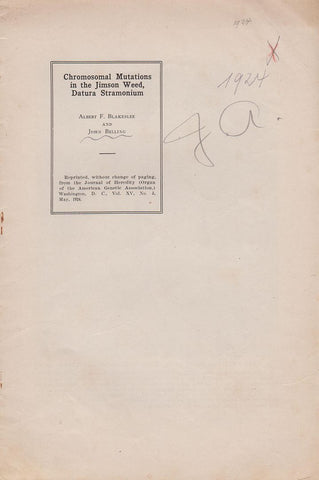 1924
1924
Chromosomal Mutations
in the Jimson Weed,
Datura Stramonium
Albert F. Blakeslee
and
John Belling
Reprinted, without change of paging,
from the Journal of Heredity (Organ
of the American Genetic Association,)
Washington, D. C., Vol. XV, No. 5,
May, 1924.